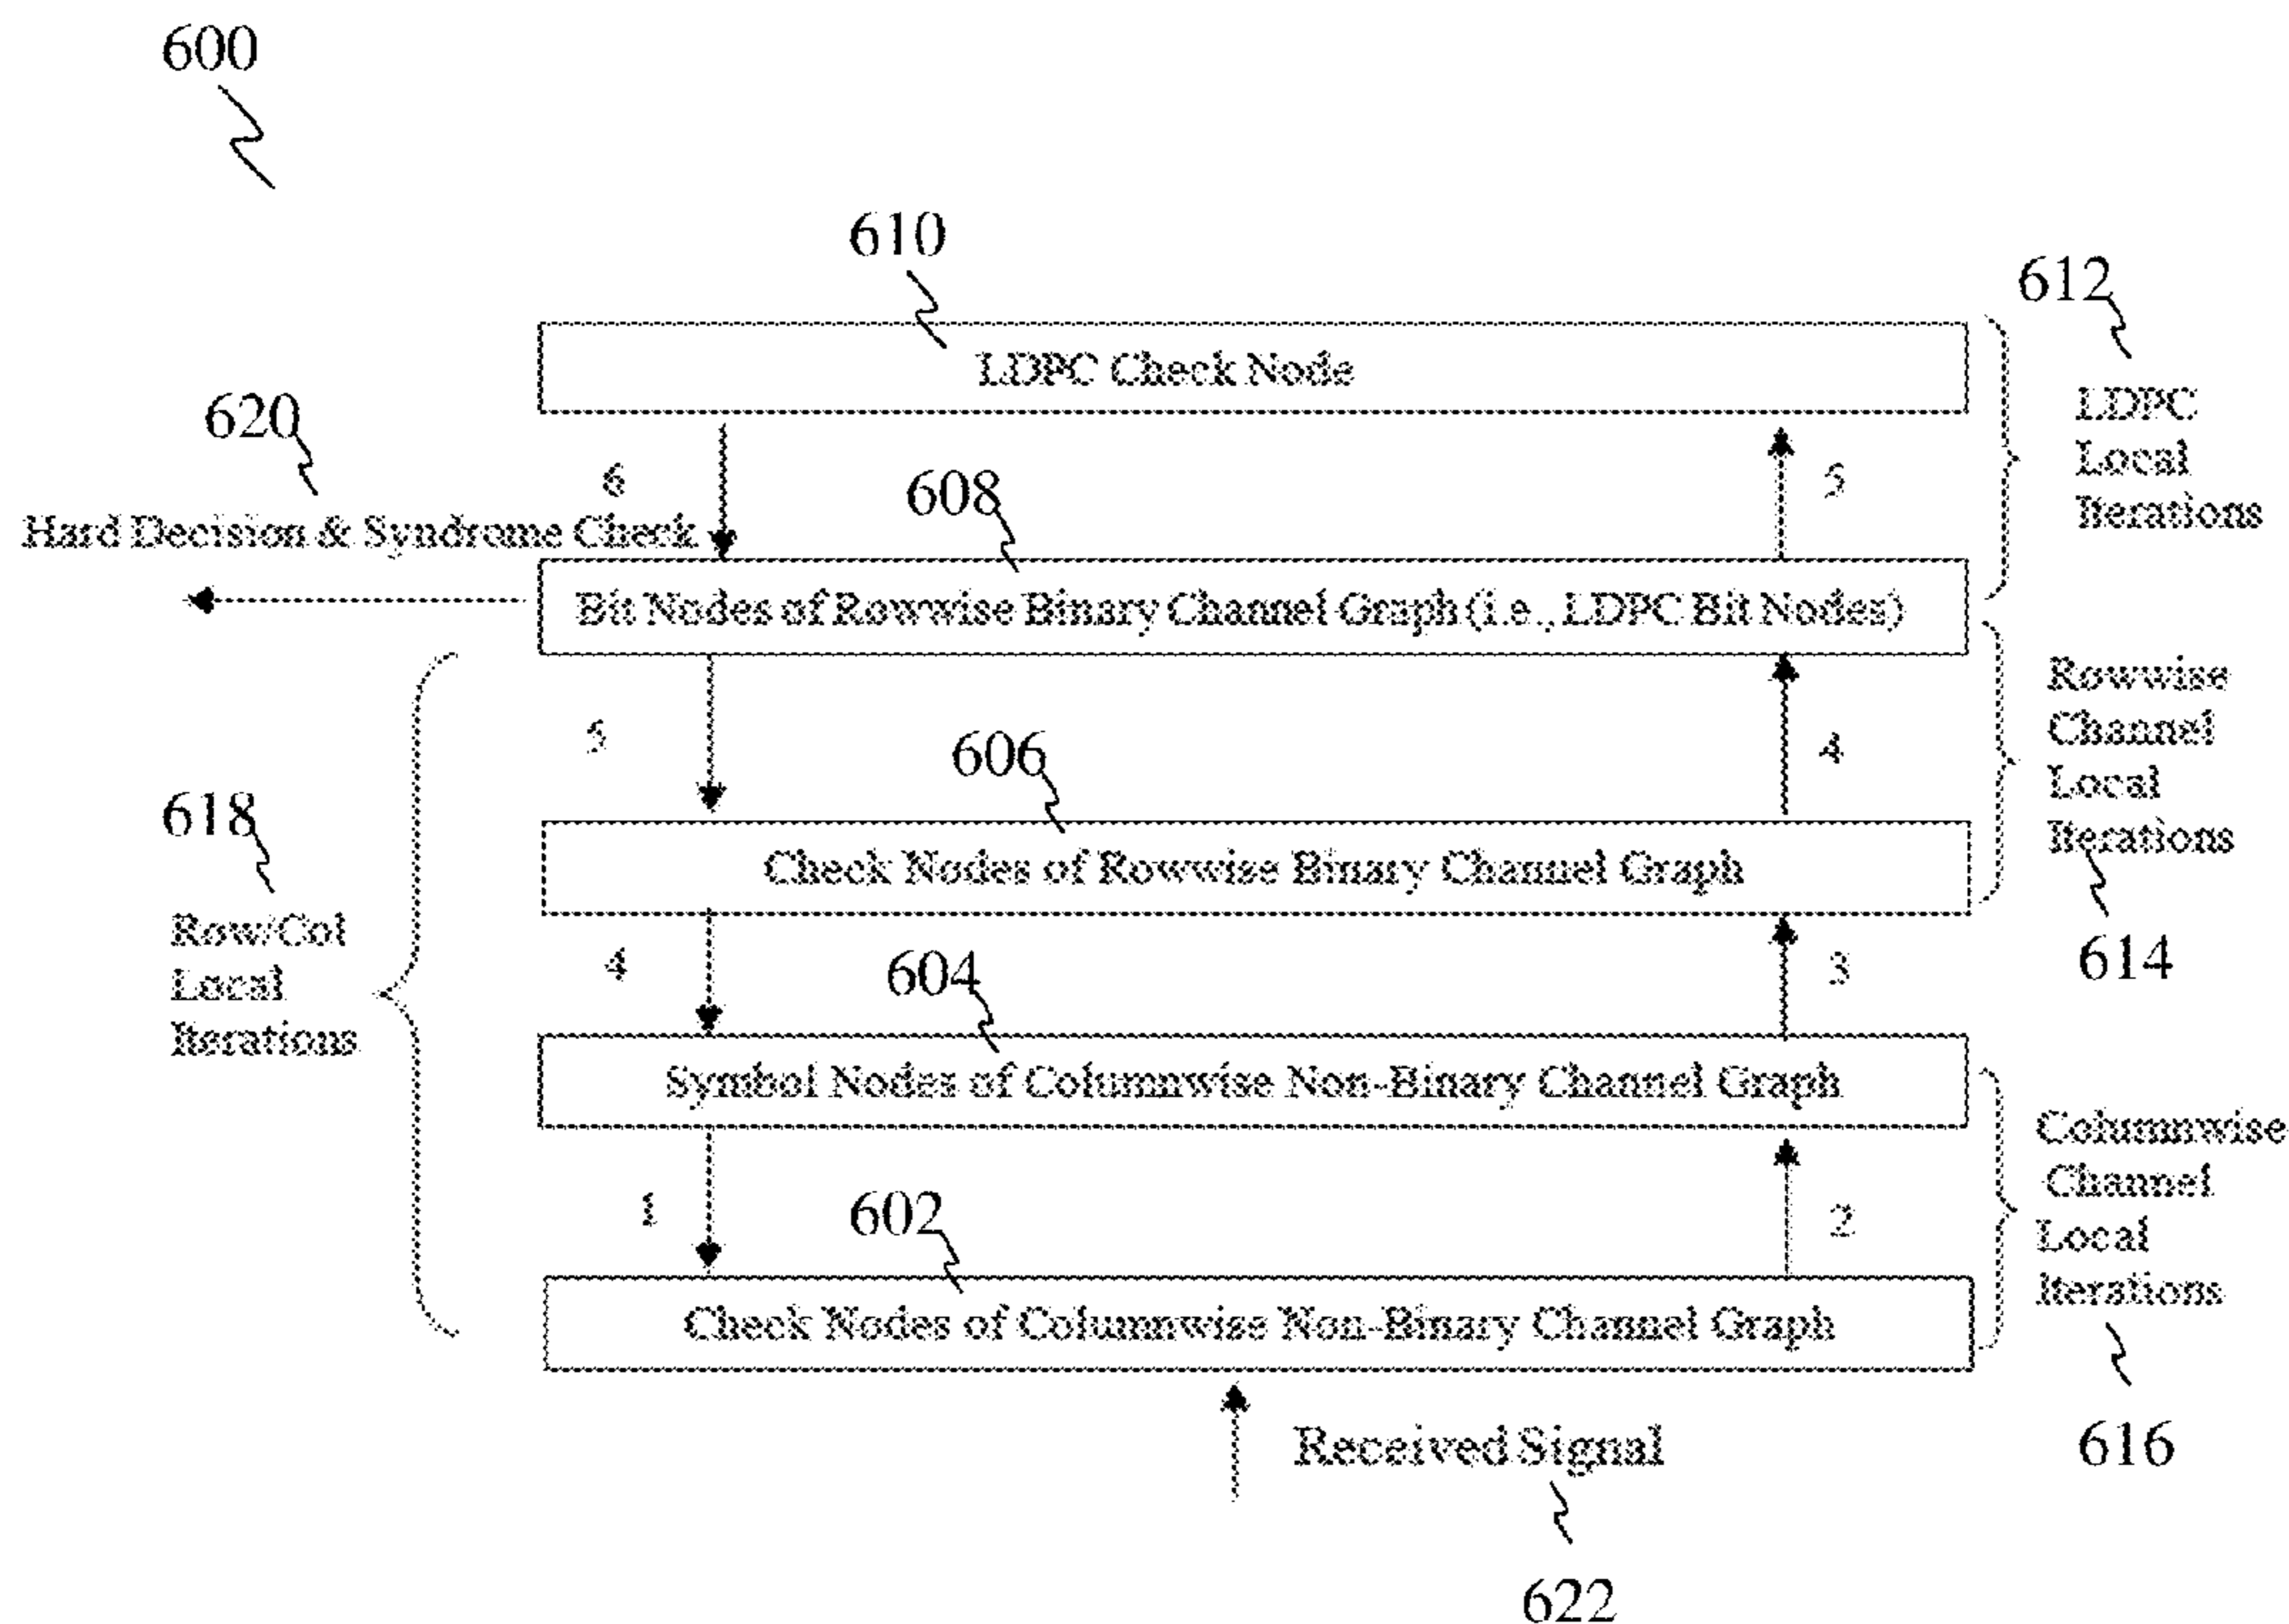 600
610
612
LDPC Check Node
LDPC
Local
Iterations
620
6
608
5
Hard Decision & Syndrome Check
Bit Nodes of Rowwise Binary Channel Graph (i.e., LDPC Bit Nodes)
Rowwise
Channel
Local
Iterations
5
606
4
618
Check Nodes of Rowwise Binary Channel Graph
614
Row/Col
Local
Iterations
4
604
3
Symbol Nodes of Columnwise Non-Binary Channel Graph
Columnwise
Channel
Local
Iterations
1
602
2
Check Nodes of Columnwise Non-Binary Channel Graph
Received Signal
616
622